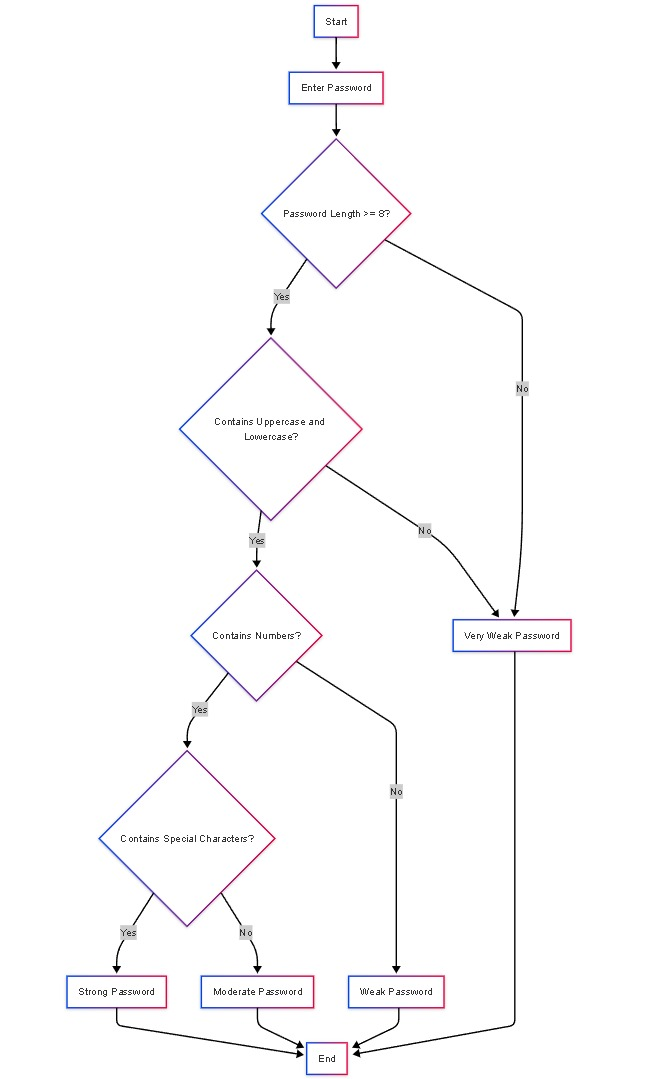 Start
Enter Password
Password Length >= 8?
Yes
No
Contains Uppercase and
Lowercase?
No
Yes
Contains Numbers?
Very Weak Password
Yes
No
Contains Special Characters?
Yes
No
Strong Password
Moderate Password
Weak Password
End